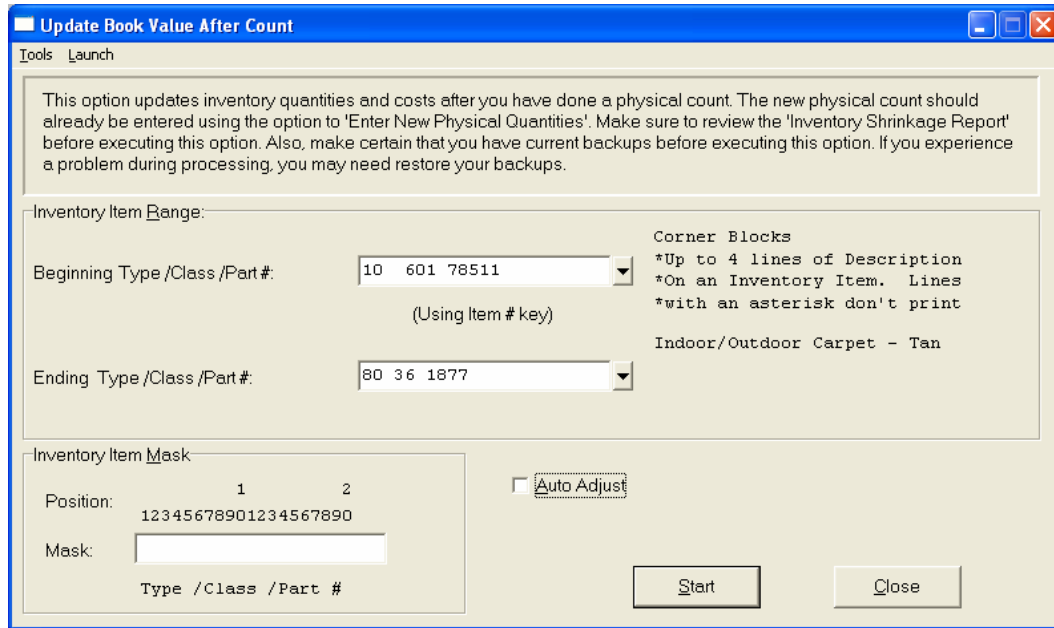 Update Book Value After Count
Tools Launch
This option updates inventory quantities and costs after you have done a physical count. The new physical count should
already be entered using the option to 'Enter New Physical Quantities'. Make sure to review the 'Inventory Shrinkage Report'
before executing this option. Also, make certain that you have current backups before executing this option. If you experience
a problem during processing, you may need restore your backups.
Inventory Item Range:
Beginning Type /Class /Part #:
10 601 78511
(Using Item # key)
Corner Blocks
*Up to 4 lines of Description
*On an Inventory Item. Lines
*with an asterisk don't print
Indoor/Outdoor Carpet - Tan
Ending Type /Class /Part #:
80 36 1877
Inventory Item Mask
1 2
Position:
12345678901234567890
Mask:
Type /Class /Part #
Auto Adjust
Start
Close